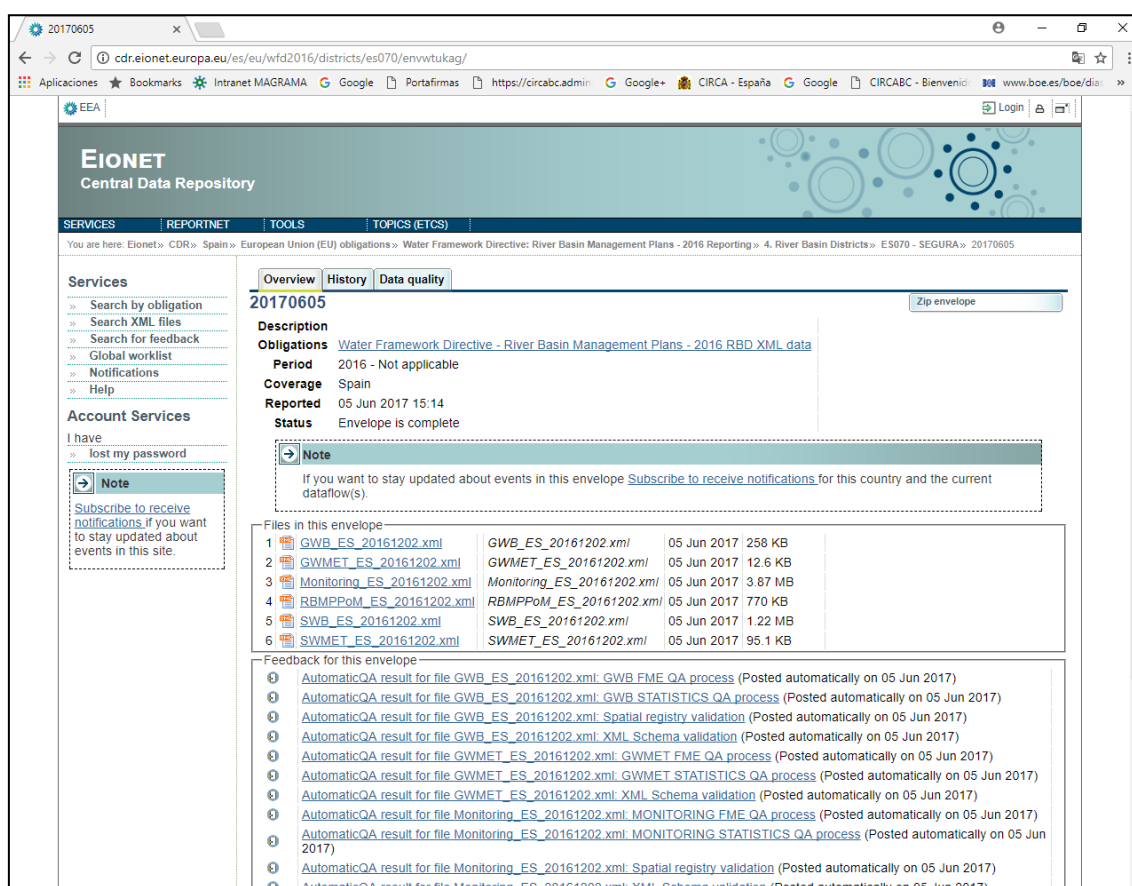 20170605
cdr.eionet.europa.eu/es/eu/wfd2016/districts/es070/envwtukag/
Aplicaciones Bookmarks Intranet MAGRAMA Google Portafirmas https://circabc.admin Google+ CIRCA - España Google CIRCABC - Bienvenid www.boe.es/boe/dias »
EEA Login
EIONET
Central Data Repository
SERVICES REPORTNET TOOLS TOPICS (ETCS)
You are here: Eionet» CDR» Spain» European Union (EU) obligations» Water Framework Directive: River Basin Management Plans - 2016 Reporting» 4. River Basin Districts» ES070 - SEGURA» 20170605
Services
» Search by obligation
» Search XML files
» Search for feedback
» Global worklist
» Notifications
» Help
Account Services
I have
» lost my password
Note
Subscribe to receive
notifications if you want
to stay updated about
events in this site.
Overview History Data quality
20170605 Zip envelope
Description
Obligations Water Framework Directive - River Basin Management Plans - 2016 RBD XML data
Period 2016 - Not applicable
Coverage Spain
Reported 05 Jun 2017 15:14
Status Envelope is complete
Note
If you want to stay updated about events in this envelope Subscribe to receive notifications for this country and the current
dataflow(s).
Files in this envelope
1 GWB_ES_20161202.xml GWB_ES_20161202.xml 05 Jun 2017 258 KB
2 GWMET_ES_20161202.xml GWMET_ES_20161202.xml 05 Jun 2017 12.6 KB
3 Monitoring_ES_20161202.xml Monitoring_ES_20161202.xml 05 Jun 2017 3.87 MB
4 RBMPPoM_ES_20161202.xml RBMPPoM_ES_20161202.xml 05 Jun 2017 770 KB
5 SWB_ES_20161202.xml SWB_ES_20161202.xml 05 Jun 2017 1.22 MB
6 SWMET_ES_20161202.xml SWMET_ES_20161202.xml 05 Jun 2017 95.1 KB
Feedback for this envelope
AutomaticQA result for file GWB_ES_20161202.xml: GWB FME QA process (Posted automatically on 05 Jun 2017)
AutomaticQA result for file GWB_ES_20161202.xml: GWB STATISTICS QA process (Posted automatically on 05 Jun 2017)
AutomaticQA result for file GWB_ES_20161202.xml: Spatial registry validation (Posted automatically on 05 Jun 2017)
AutomaticQA result for file GWB_ES_20161202.xml: XML Schema validation (Posted automatically on 05 Jun 2017)
AutomaticQA result for file GWMET_ES_20161202.xml: GWMET FME QA process (Posted automatically on 05 Jun 2017)
AutomaticQA result for file GWMET_ES_20161202.xml: GWMET STATISTICS QA process (Posted automatically on 05 Jun 2017)
AutomaticQA result for file GWMET_ES_20161202.xml: XML Schema validation (Posted automatically on 05 Jun 2017)
AutomaticQA result for file Monitoring_ES_20161202.xml: MONITORING FME QA process (Posted automatically on 05 Jun 2017)
AutomaticQA result for file Monitoring_ES_20161202.xml: MONITORING STATISTICS QA process (Posted automatically on 05 Jun
2017)
AutomaticQA result for file Monitoring_ES_20161202.xml: Spatial registry validation (Posted automatically on 05 Jun 2017)